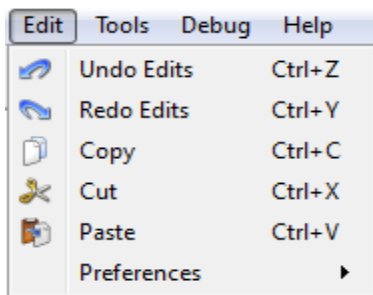 Edit Tools Debug Help
Undo Edits Ctrl+Z
Redo Edits Ctrl+Y
Copy Ctrl+C
Cut Ctrl+X
Paste Ctrl+V
Preferences